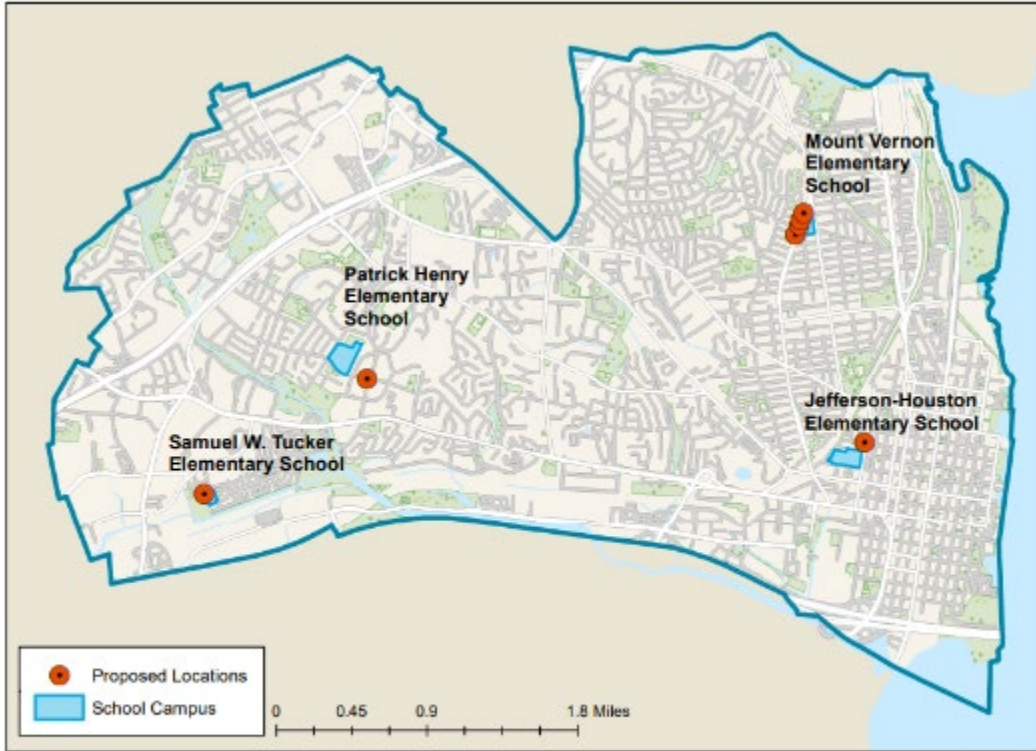 Mount Vernon
Elementary
School
Patrick Henry
Elementary
School
Jefferson-Houston
Elementary School
Samuel W. Tucker
Elementary School
Proposed Locations
School Campus
0 0.45 0.9 1.8 Miles